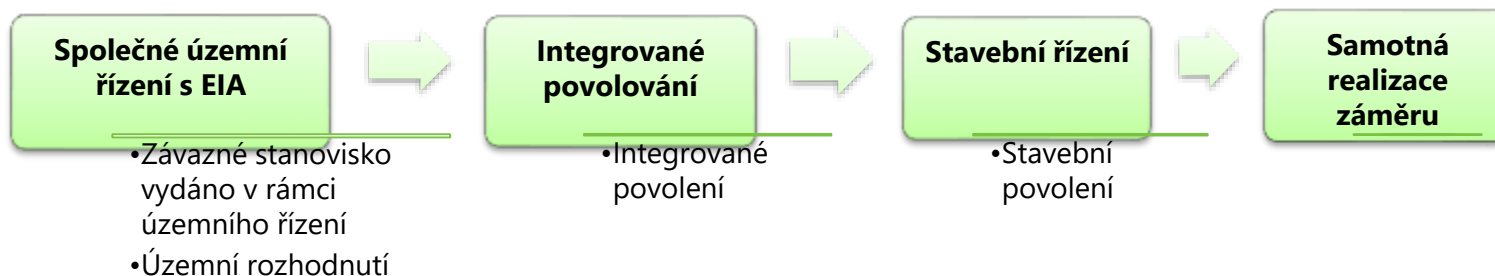 Společné územní
řízení s EIA
•Závazné stanovisko
vydáno v rámci
územního řízení
•Územní rozhodnutí
Integrované
povolování
•Integrované
povolení
Stavební řízení
•Stavební
povolení
Samotná
realizace
záměru